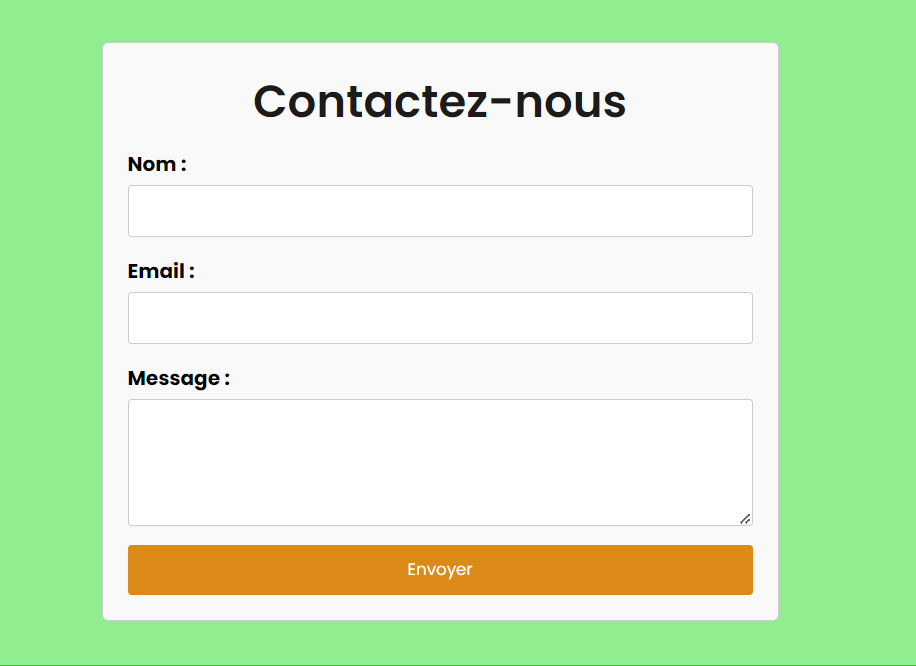 Contactez-nous
Nom :
Email :
Message :
Envoyer